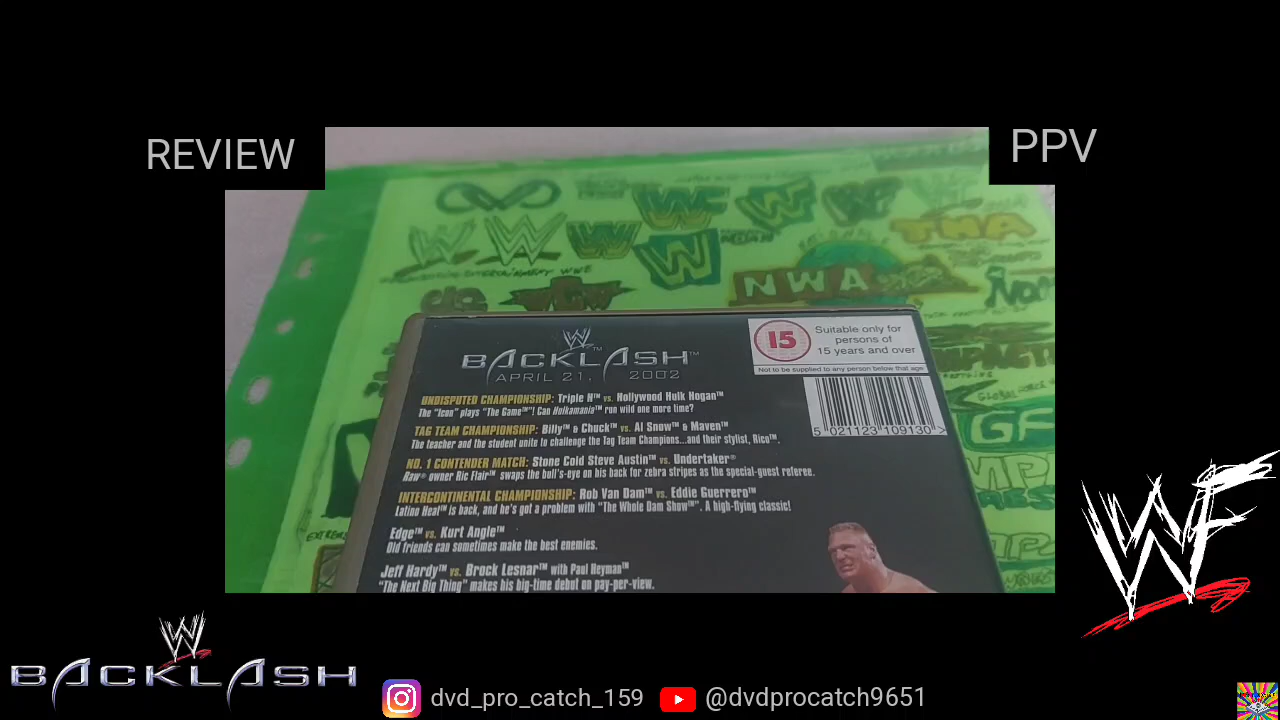 REVIEW
PPV
TNA
NWA
BACKLASH™
APRIL 21, 2002
15
Suitable only for
persons of
15 years and over
Not to be supplied to any person below that age
5 021123 109130 >
UNDISPUTED CHAMPIONSHIP: Triple H™ vs. Hollywood Hulk Hogan™
The "Icon" plays "The Game™"! Can Hulkamania™ run wild one more time?
TAG TEAM CHAMPIONSHIP: Billy™ & Chuck™ vs. Al Snow™ & Maven™
The teacher and the student unite to challenge the Tag Team Champions...and their stylist, Rico™.
NO. 1 CONTENDER MATCH: Stone Cold Steve Austin™ vs. Undertaker®
Raw® owner Ric Flair™ swaps the bull's-eye on his back for zebra stripes as the special-guest referee.
INTERCONTINENTAL CHAMPIONSHIP: Rob Van Dam™ vs. Eddie Guerrero™
Latino Heat™ is back, and he's got a problem with "The Whole Dam Show™". A high-flying classic!
Edge™ vs. Kurt Angle™
Old friends can sometimes make the best enemies.
Jeff Hardy™ vs. Brock Lesnar™ with Paul Heyman™
"The Next Big Thing" makes his big-time debut on pay-per-view.
WF
W
BACKLASH
dvd_pro_catch_159
@dvdprocatch9651